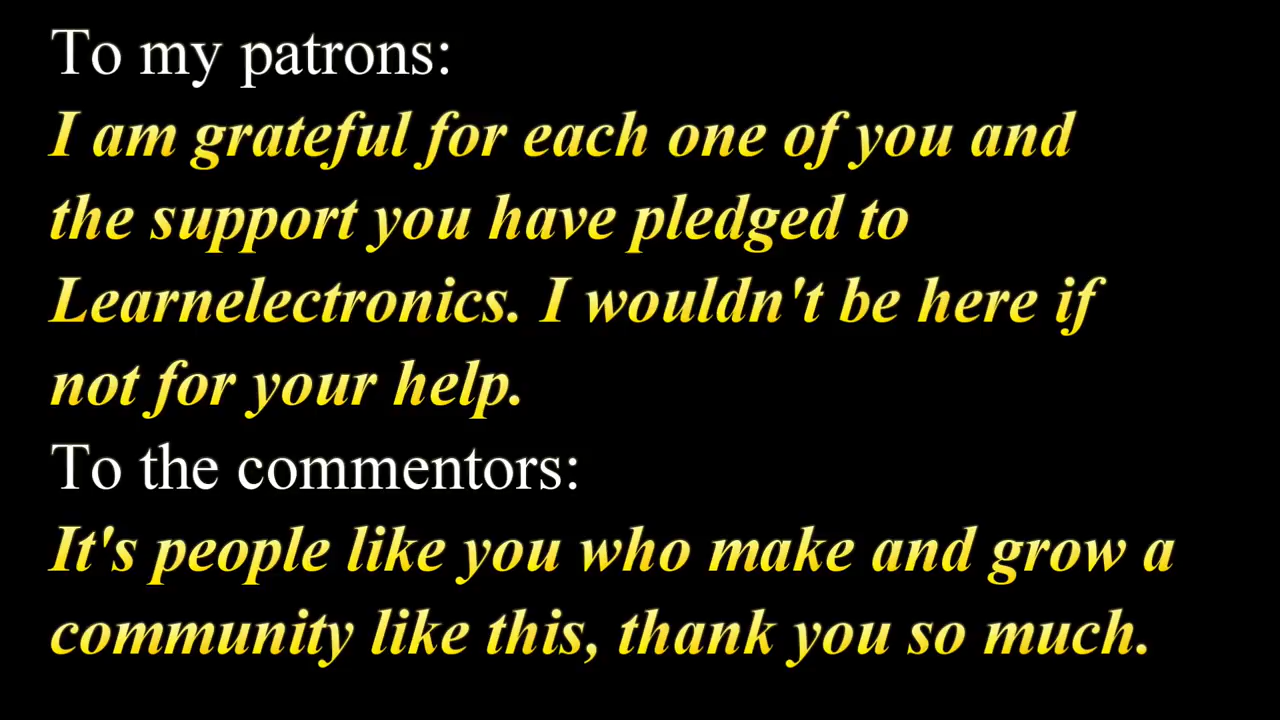 To my patrons:
I am grateful for each one of you and
the support you have pledged to
Learnelectronics. I wouldn't be here if
not for your help.
To the commentors:
It's people like you who make and grow a
community like this, thank you so much.